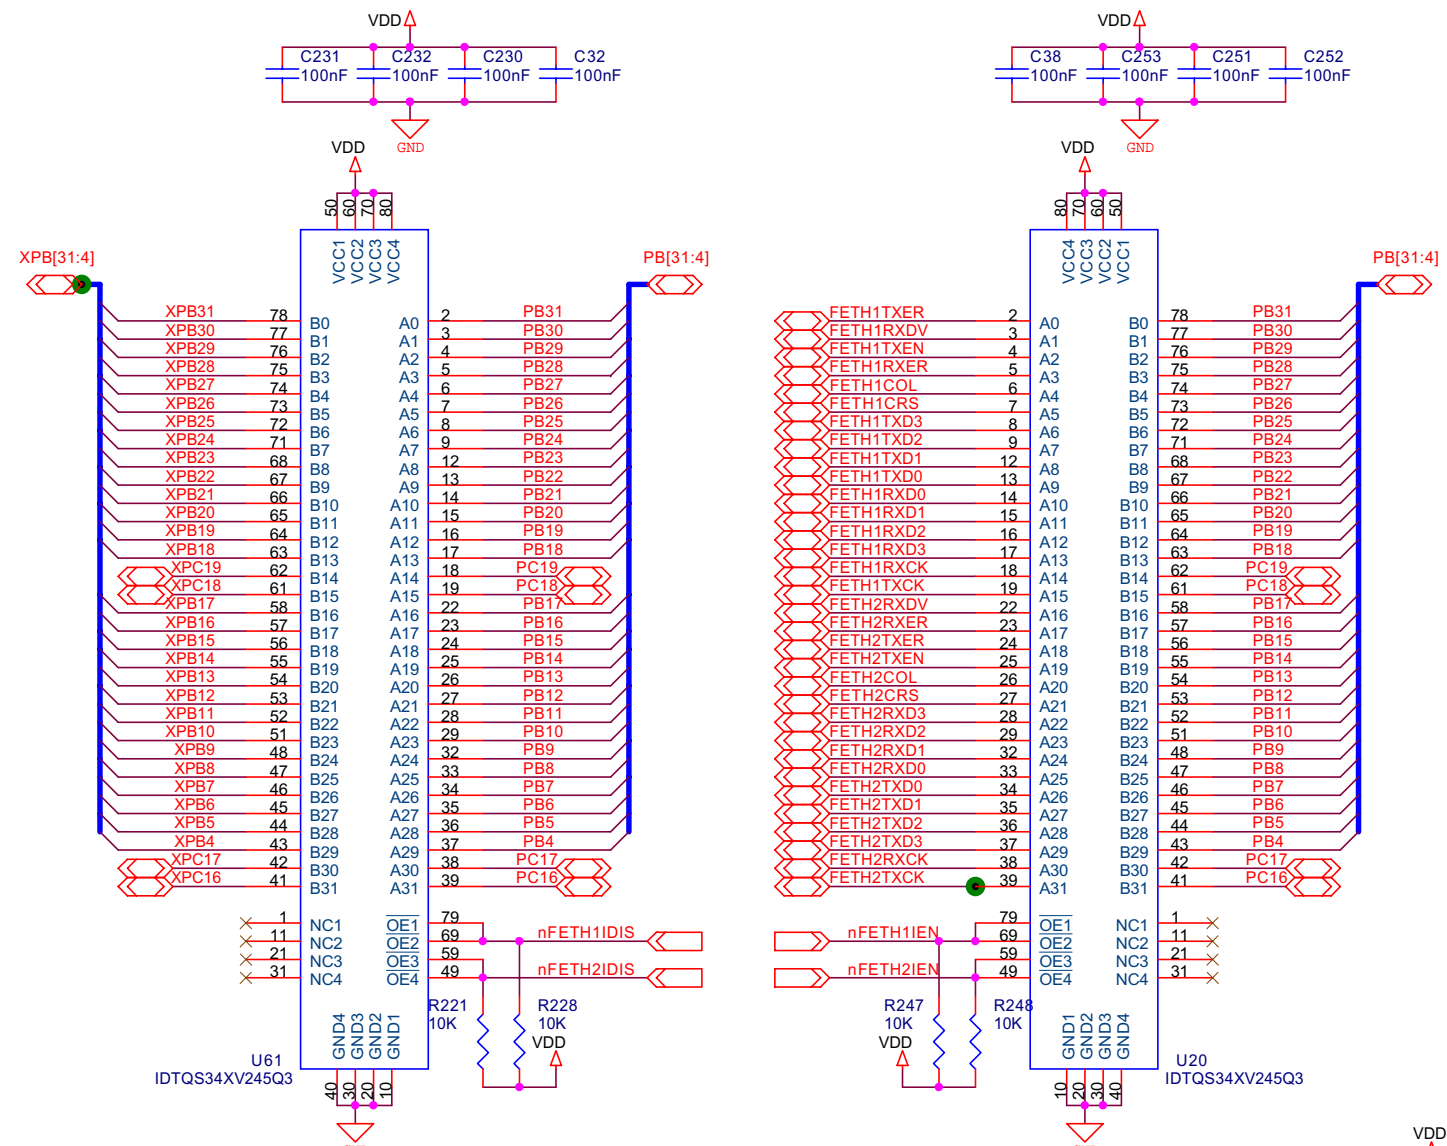 VDD
VDD
C231
C232
C230
C32
C38
C253
C251
C252
100nF
100nF
100nF
100nF
100nF
100nF
100nF
100nF
GND
GND
VDD
VDD
50 60 70 80
80 70 60 50
VCC1 VCC2 VCC3 VCC4
VCC4 VCC3 VCC2 VCC1
XPB[31:4]
PB[31:4]
PB[31:4]
XPB31 78 B0 A0 2 PB31 FETH1TXER 2 A0 B0 78 PB31
XPB30 77 B1 A1 3 PB30 FETH1RXDV 3 A1 B1 77 PB30
XPB29 76 B2 A2 4 PB29 FETH1TXEN 4 A2 B2 76 PB29
XPB28 75 B3 A3 5 PB28 FETH1RXER 5 A3 B3 75 PB28
XPB27 74 B4 A4 6 PB27 FETH1COL 6 A4 B4 74 PB27
XPB26 73 B5 A5 7 PB26 FETH1CRS 7 A5 B5 73 PB26
XPB25 72 B6 A6 8 PB25 FETH1TXD3 8 A6 B6 72 PB25
XPB24 71 B7 A7 9 PB24 FETH1TXD2 9 A7 B7 71 PB24
XPB23 68 B8 A8 12 PB23 FETH1TXD1 12 A8 B8 68 PB23
XPB22 67 B9 A9 13 PB22 FETH1TXD0 13 A9 B9 67 PB22
XPB21 66 B10 A10 14 PB21 FETH1RXD0 14 A10 B10 66 PB21
XPB20 65 B11 A11 15 PB20 FETH1RXD1 15 A11 B11 65 PB20
XPB19 64 B12 A12 16 PB19 FETH1RXD2 16 A12 B12 64 PB19
XPB18 63 B13 A13 17 PB18 FETH1RXD3 17 A13 B13 63 PB18
XPC19 62 B14 A14 18 PC19 FETH1RXCK 18 A14 B14 62 PC19
XPC18 61 B15 A15 19 PC18 FETH1TXCK 19 A15 B15 61 PC18
XPB17 58 B16 A16 22 PB17 FETH2RXDV 22 A16 B16 58 PB17
XPB16 57 B17 A17 23 PB16 FETH2RXER 23 A17 B17 57 PB16
XPB15 56 B18 A18 24 PB15 FETH2TXER 24 A18 B18 56 PB15
XPB14 55 B19 A19 25 PB14 FETH2TXEN 25 A19 B19 55 PB14
XPB13 54 B20 A20 26 PB13 FETH2COL 26 A20 B20 54 PB13
XPB12 53 B21 A21 27 PB12 FETH2CRS 27 A21 B21 53 PB12
XPB11 52 B22 A22 28 PB11 FETH2RXD3 28 A22 B22 52 PB11
XPB10 51 B23 A23 29 PB10 FETH2RXD2 29 A23 B23 51 PB10
XPB9 48 B24 A24 32 PB9 FETH2RXD1 32 A24 B24 48 PB9
XPB8 47 B25 A25 33 PB8 FETH2RXD0 33 A25 B25 47 PB8
XPB7 46 B26 A26 34 PB7 FETH2TXD0 34 A26 B26 46 PB7
XPB6 45 B27 A27 35 PB6 FETH2TXD1 35 A27 B27 45 PB6
XPB5 44 B28 A28 36 PB5 FETH2TXD2 36 A28 B28 44 PB5
XPB4 43 B29 A29 37 PB4 FETH2TXD3 37 A29 B29 43 PB4
XPC17 42 B30 A30 38 PC17 FETH2RXCK 38 A30 B30 42 PC17
XPC16 41 B31 A31 39 PC16 FETH2TXCK 39 A31 B31 41 PC16
1 NC1 OE1 79 79 OE1 NC1 1
11 NC2 OE2 69 nFETH1IDIS nFETH1IEN 69 OE2 NC2 11
21 NC3 OE3 59 59 OE3 NC3 21
31 NC4 OE4 49 nFETH2IDIS nFETH2IEN 49 OE4 NC4 31
R221 R228 R247 R248
10K 10K 10K 10K
VDD VDD
GND4 GND3 GND2 GND1
GND1 GND2 GND3 GND4
U61
IDTQS34XV245Q3
U20
IDTQS34XV245Q3
40 30 20 10
10 20 30 40
VDD